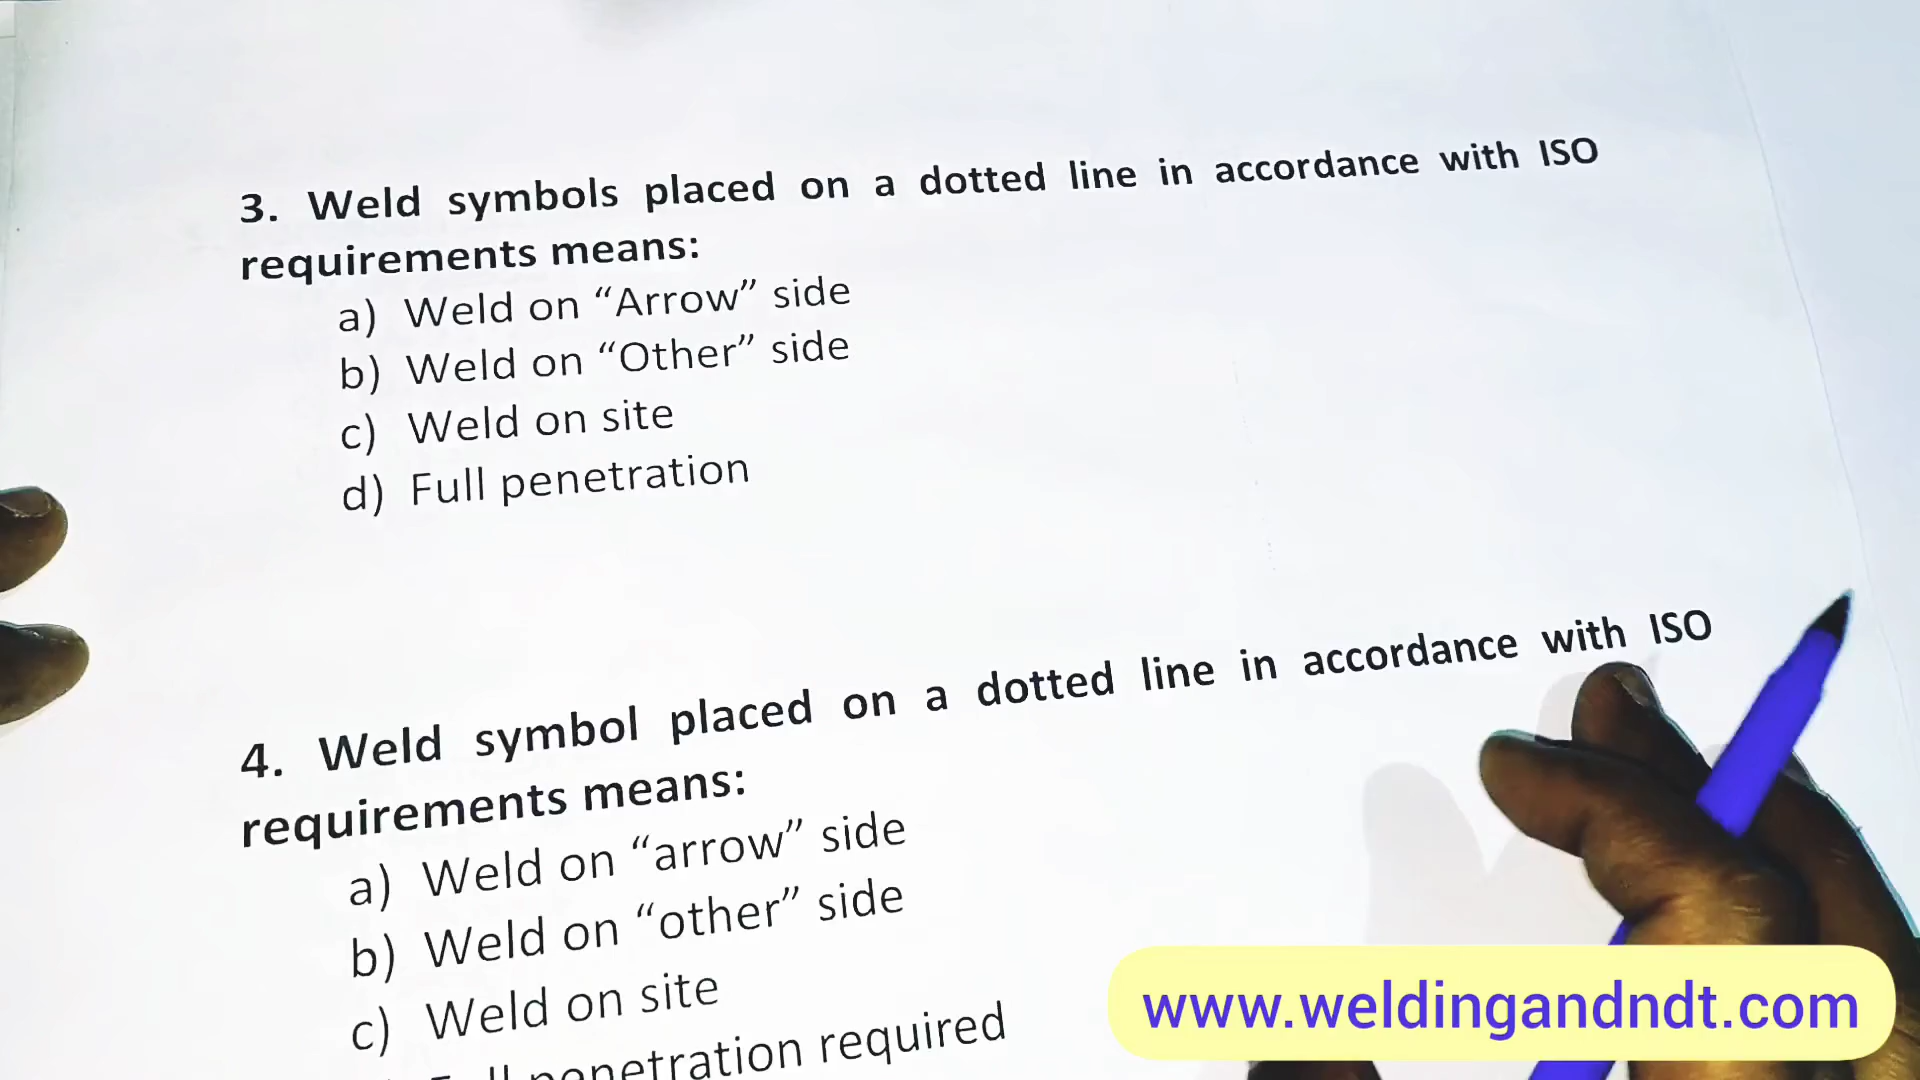 3. Weld symbols placed on a dotted line in accordance with ISO
requirements means:
a) Weld on “Arrow” side
b) Weld on “Other” side
c) Weld on site
d) Full penetration
4. Weld symbol placed on a dotted line in accordance with ISO
requirements means:
a) Weld on “arrow” side
b) Weld on “other” side
c) Weld on site
Full penetration required
www.weldingandndt.com